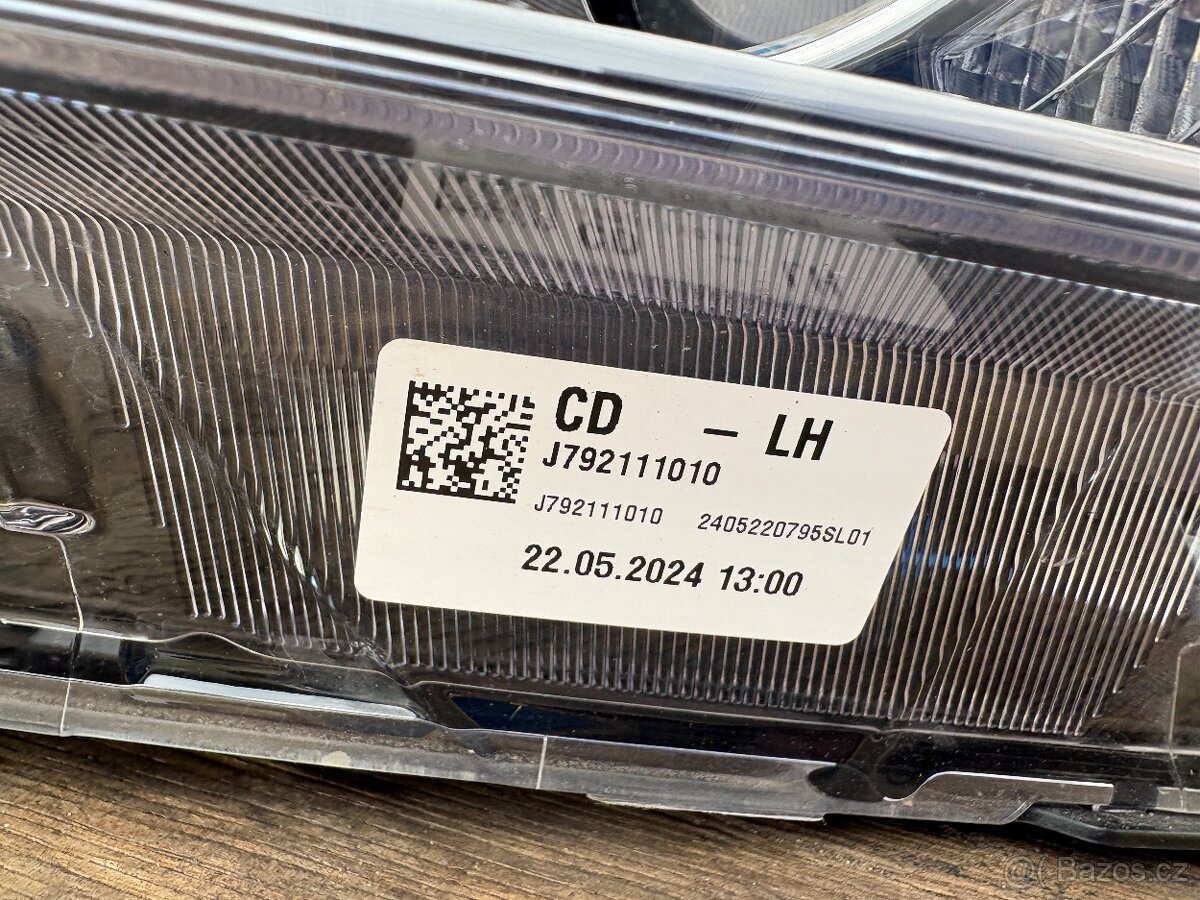 CD – LH
J792111010
J792111010 2405220795SL01
22.05.2024 13:00
Bazos.cz